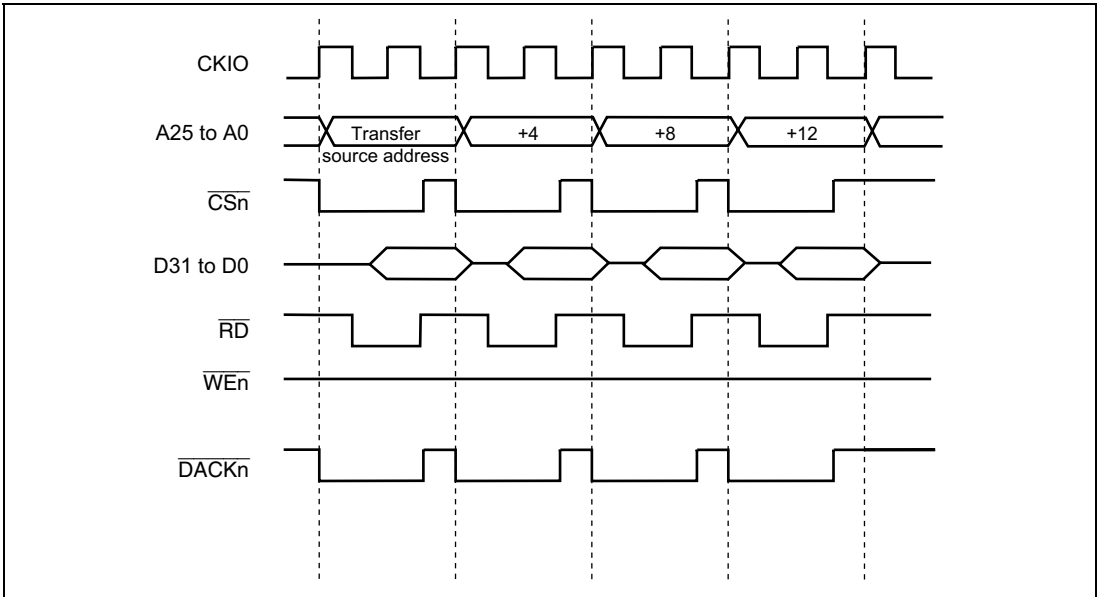 CKIO
A25 to A0
Transfer
source address
+4
+8
+12
CSn
D31 to D0
RD
WEn
DACKn